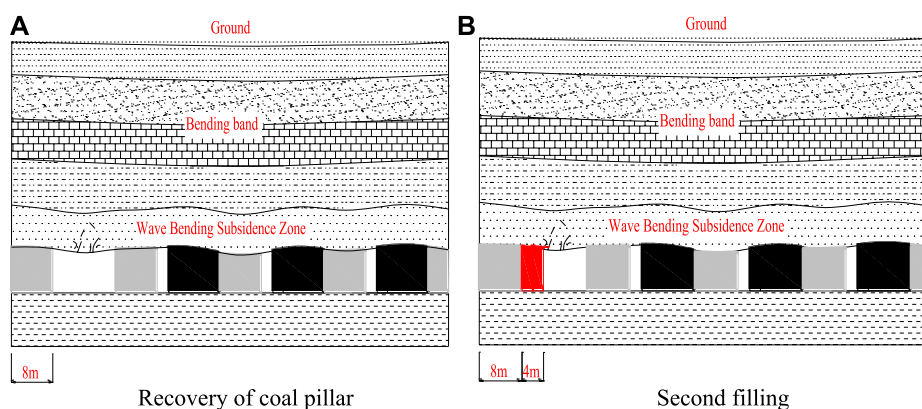 A
Ground
Bending band
Wave Bending Subsidence Zone
8m
Recovery of coal pillar
B
Ground
Bending band
Wave Bending Subsidence Zone
8m
4m
Second filling